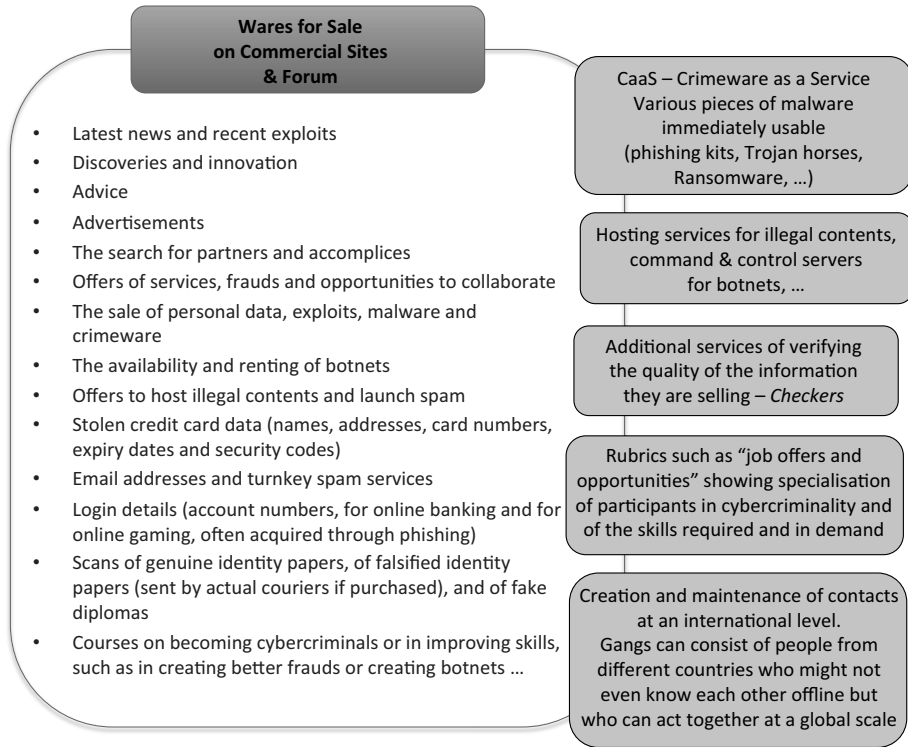 Wares for Sale
on Commercial Sites
& Forum
• Latest news and recent exploits
• Discoveries and innovation
• Advice
• Advertisements
• The search for partners and accomplices
• Offers of services, frauds and opportunities to collaborate
• The sale of personal data, exploits, malware and
crimeware
• The availability and renting of botnets
• Offers to host illegal contents and launch spam
• Stolen credit card data (names, addresses, card numbers,
expiry dates and security codes)
• Email addresses and turnkey spam services
• Login details (account numbers, for online banking and for
online gaming, often acquired through phishing)
• Scans of genuine identity papers, of falsified identity
papers (sent by actual couriers if purchased), and of fake
diplomas
• Courses on becoming cybercriminals or in improving skills,
such as in creating better frauds or creating botnets …
CaaS – Crimeware as a Service
Various pieces of malware
immediately usable
(phishing kits, Trojan horses,
Ransomware, …)
Hosting services for illegal contents,
command & control servers
for botnets, …
Additional services of verifying
the quality of the information
they are selling – Checkers
Rubrics such as “job offers and
opportunities” showing specialisation
of participants in cybercriminality and
of the skills required and in demand
Creation and maintenance of contacts
at an international level.
Gangs can consist of people from
different countries who might not
even know each other offline but
who can act together at a global scale